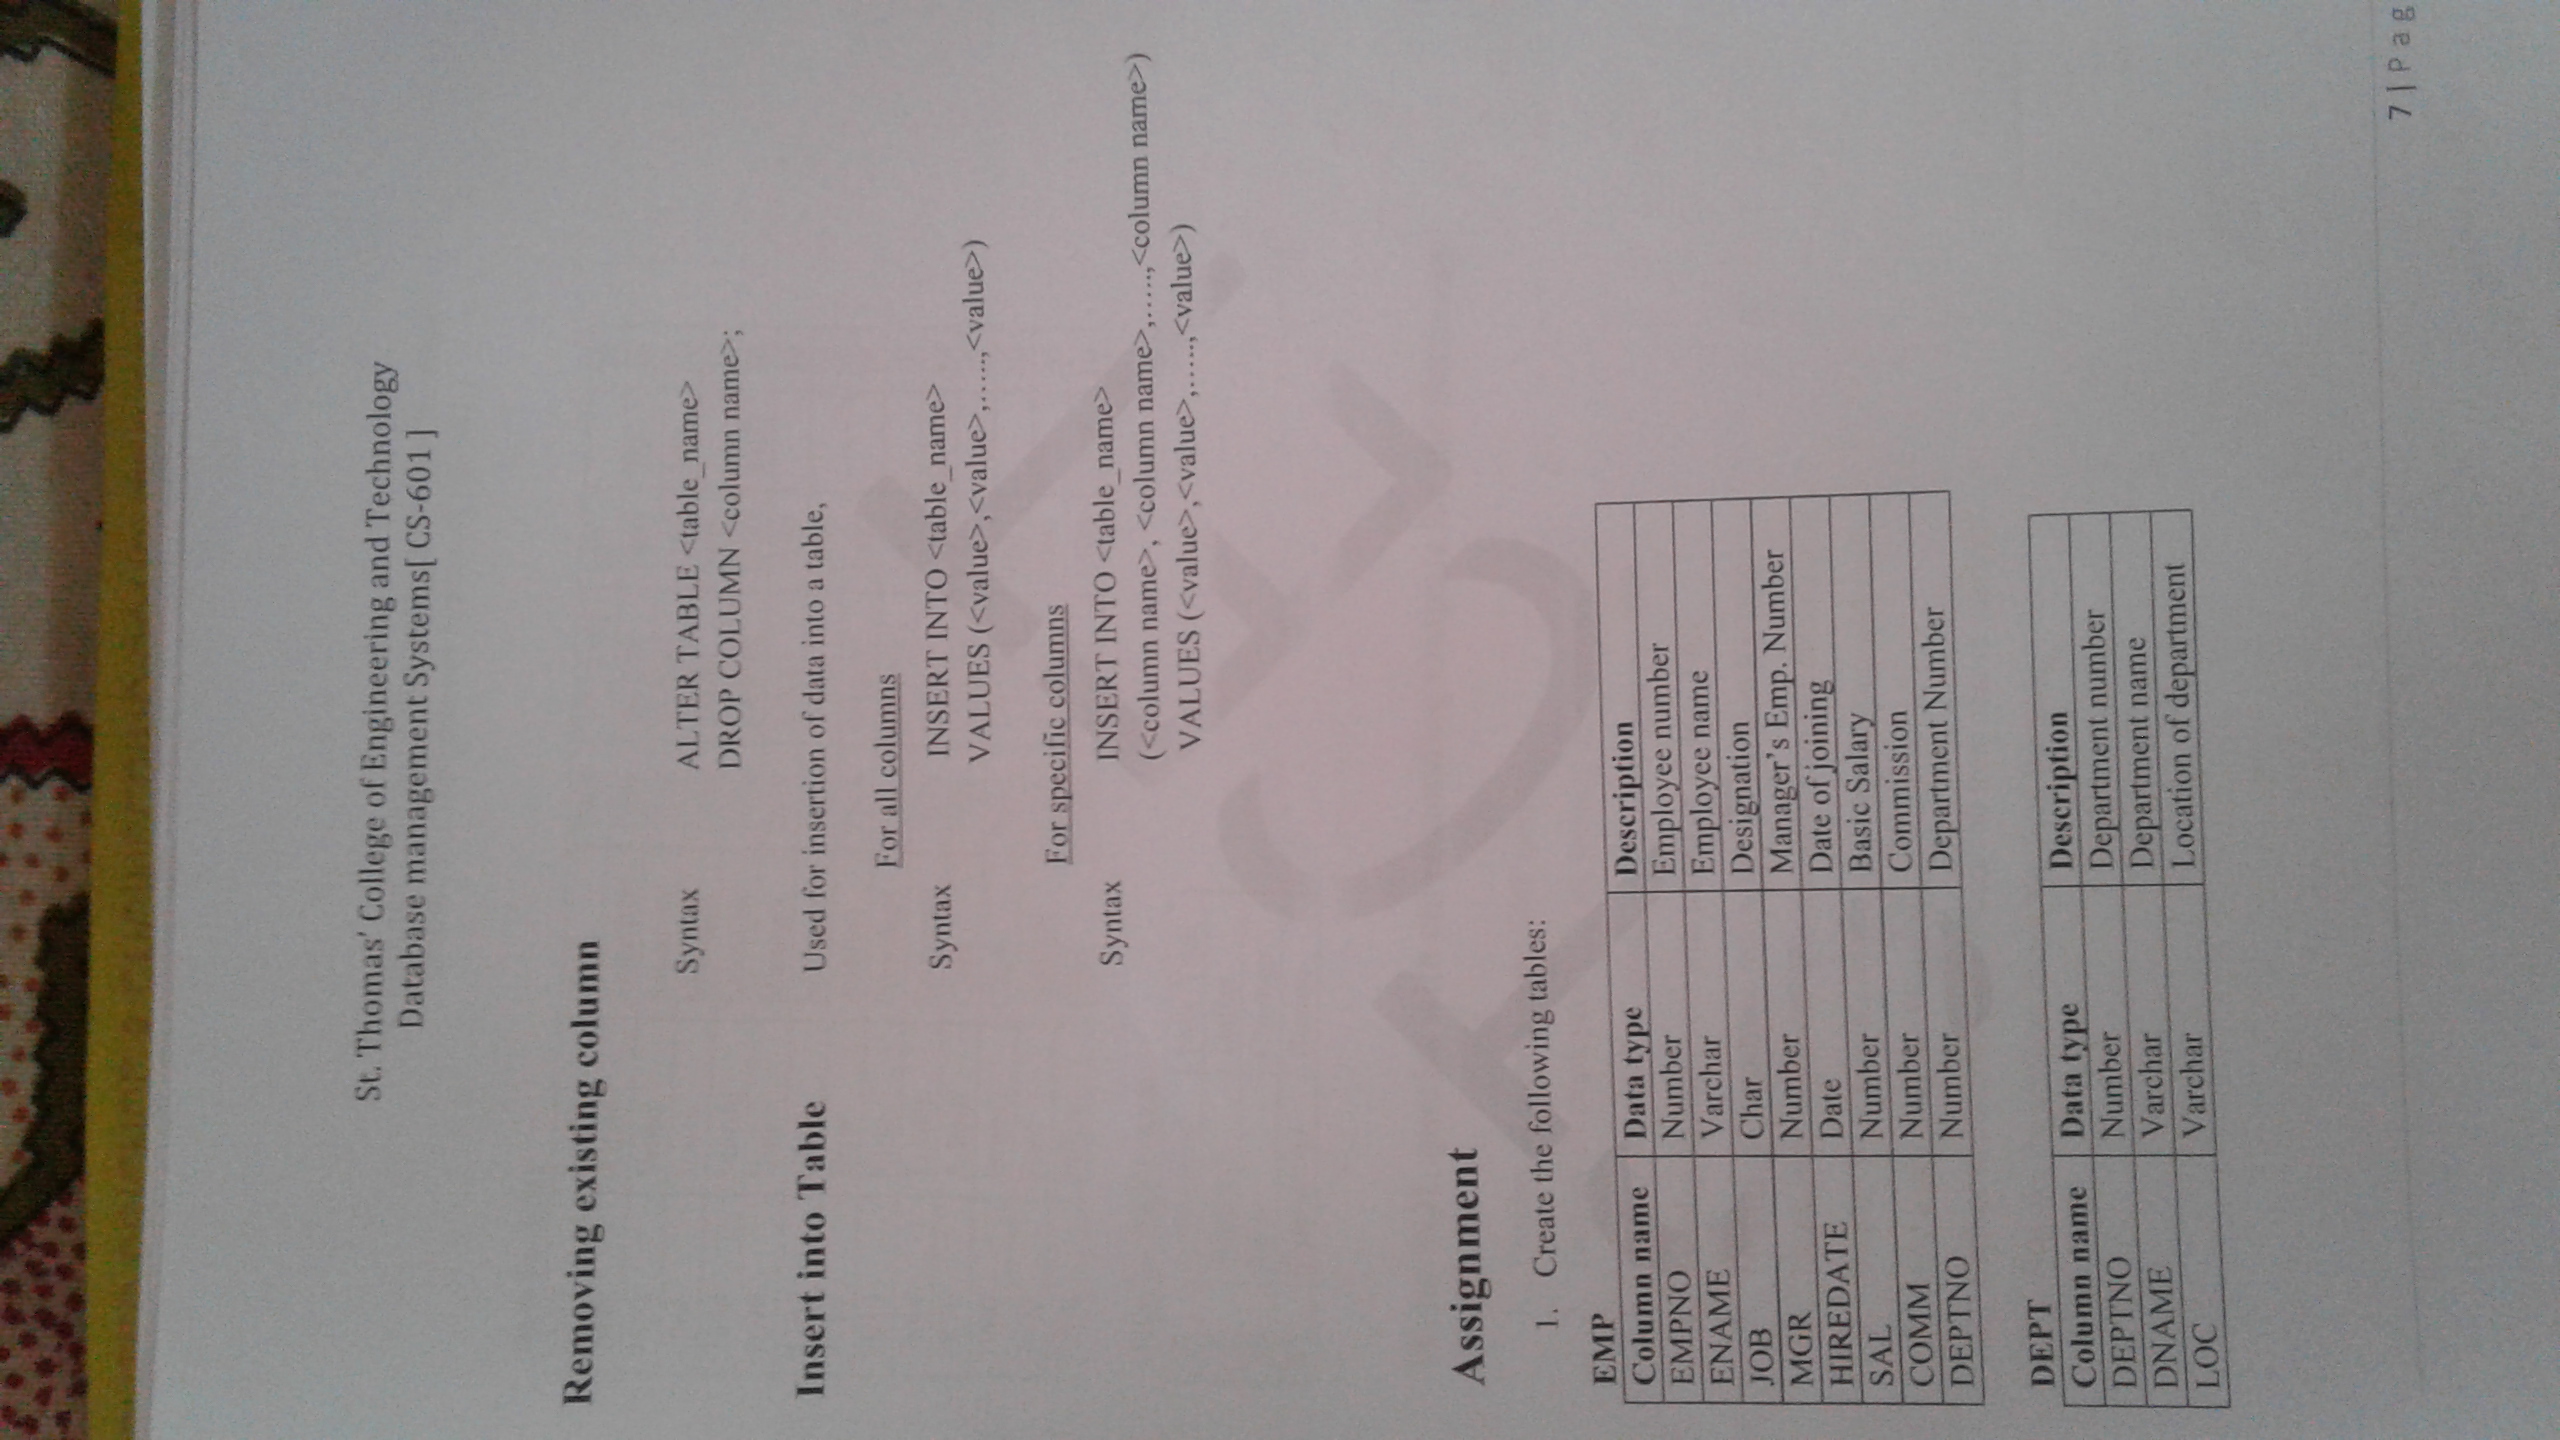 St. Thomas' College of Engineering and Technology
Database management Systems[ CS-601 ]
Removing existing column
Syntax ALTER TABLE <table_name>
DROP COLUMN <column name>;
Insert into Table Used for insertion of data into a table,
For all columns
Syntax INSERT INTO <table_name>
VALUES (<value>,<value>,.....,<value>)
For specific columns
Syntax INSERT INTO <table_name>
(<column name>, <column name>,.....,<column name>)
VALUES (<value>,<value>,.....,<value>)
STCET
Assignment
1. Create the following tables:
EMP
Column name Data type Description
EMPNO Number Employee number
ENAME Varchar Employee name
JOB Char Designation
MGR Number Manager's Emp. Number
HIREDATE Date Date of joining
SAL Number Basic Salary
COMM Number Commission
DEPTNO Number Department Number
DEPT
Column name Data type Description
DEPTNO Number Department number
DNAME Varchar Department name
LOC Varchar Location of department
7 | P a g